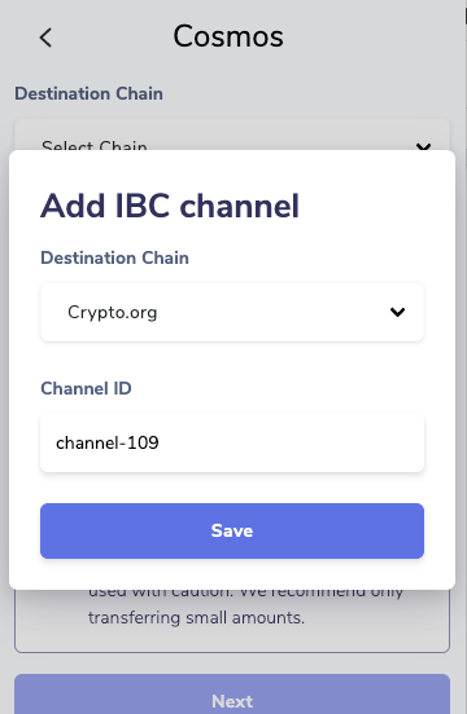 Cosmos
Destination Chain
Select Chain
Add IBC channel
Destination Chain
Crypto.org
Channel ID
channel-109
Save
used with caution. We recommend only
transferring small amounts.
Next